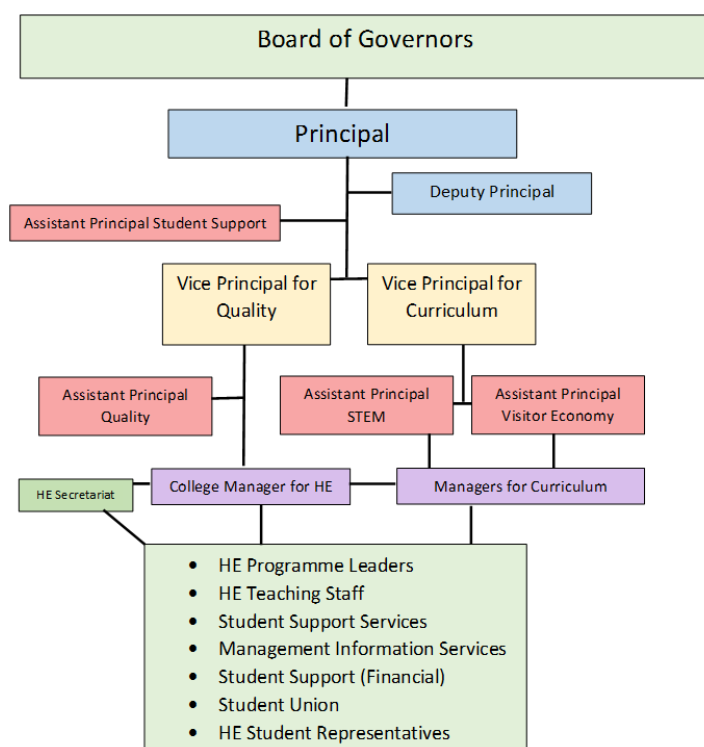 Board of Governors
Principal
Deputy Principal
Assistant Principal Student Support
Vice Principal for
Quality
Vice Principal for
Curriculum
Assistant Principal
Quality
Assistant Principal
STEM
Assistant Principal
Visitor Economy
HE Secretariat
College Manager for HE
Managers for Curriculum
• HE Programme Leaders
• HE Teaching Staff
• Student Support Services
• Management Information Services
• Student Support (Financial)
• Student Union
• HE Student Representatives